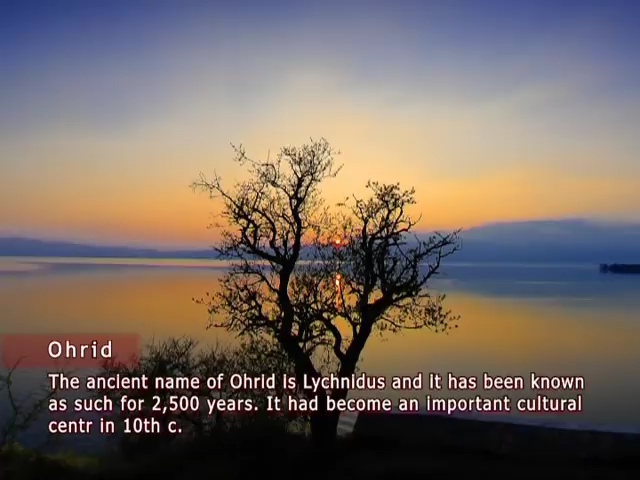 Ohrid
The ancient name of Ohrid is Lychnidus and it has been known
as such for 2,500 years. It had become an important cultural
centr in 10th c.